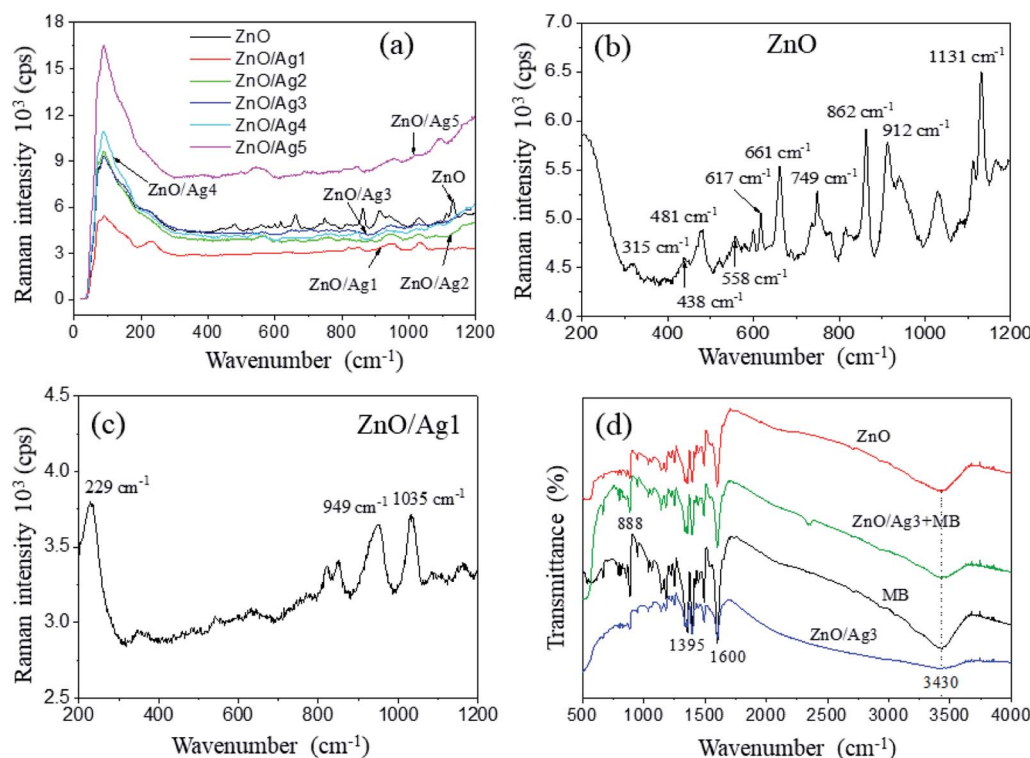 (a)
ZnO
ZnO/Ag1
ZnO/Ag2
ZnO/Ag3
ZnO/Ag4
ZnO/Ag5
ZnO/Ag5
ZnO/Ag4
ZnO/Ag3
ZnO
ZnO/Ag1
ZnO/Ag2
18
15
12
9
6
3
0
0 200 400 600 800 1000 1200
Raman intensity 10³ (cps)
Wavenumber (cm⁻¹)
(b) ZnO
1131 cm⁻¹
862 cm⁻¹
912 cm⁻¹
661 cm⁻¹
617 cm⁻¹
749 cm⁻¹
481 cm⁻¹
315 cm⁻¹
558 cm⁻¹
438 cm⁻¹
7.0
6.5
6.0
5.5
5.0
4.5
4.0
200 400 600 800 1000 1200
Raman intensity 10³ (cps)
Wavenumber (cm⁻¹)
(c) ZnO/Ag1
229 cm⁻¹
949 cm⁻¹
1035 cm⁻¹
4.5
4.0
3.5
3.0
2.5
200 400 600 800 1000 1200
Raman intensity 10³ (cps)
Wavenumber (cm⁻¹)
(d)
ZnO
ZnO/Ag3+MB
888
MB
ZnO/Ag3
1395
1600
3430
500 1000 1500 2000 2500 3000 3500 4000
Transmittance (%)
Wavenumber (cm⁻¹)